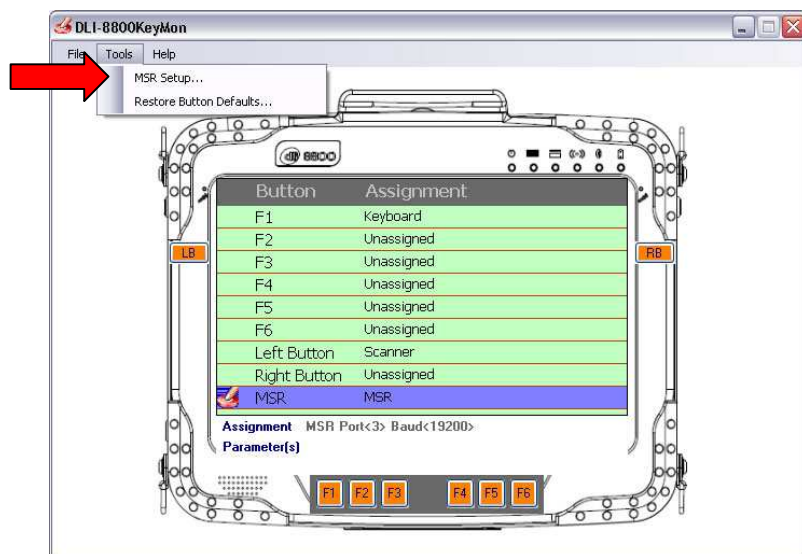 DLI-8800KeyMon
File Tools Help
MSR Setup...
Restore Button Defaults...
8800
Button Assignment
F1 Keyboard
F2 Unassigned
F3 Unassigned
F4 Unassigned
F5 Unassigned
F6 Unassigned
Left Button Scanner
Right Button Unassigned
MSR MSR
LB
RB
Assignment MSR Port<3> Baud<19200>
Parameter(s)
F1 F2 F3 F4 F5 F6